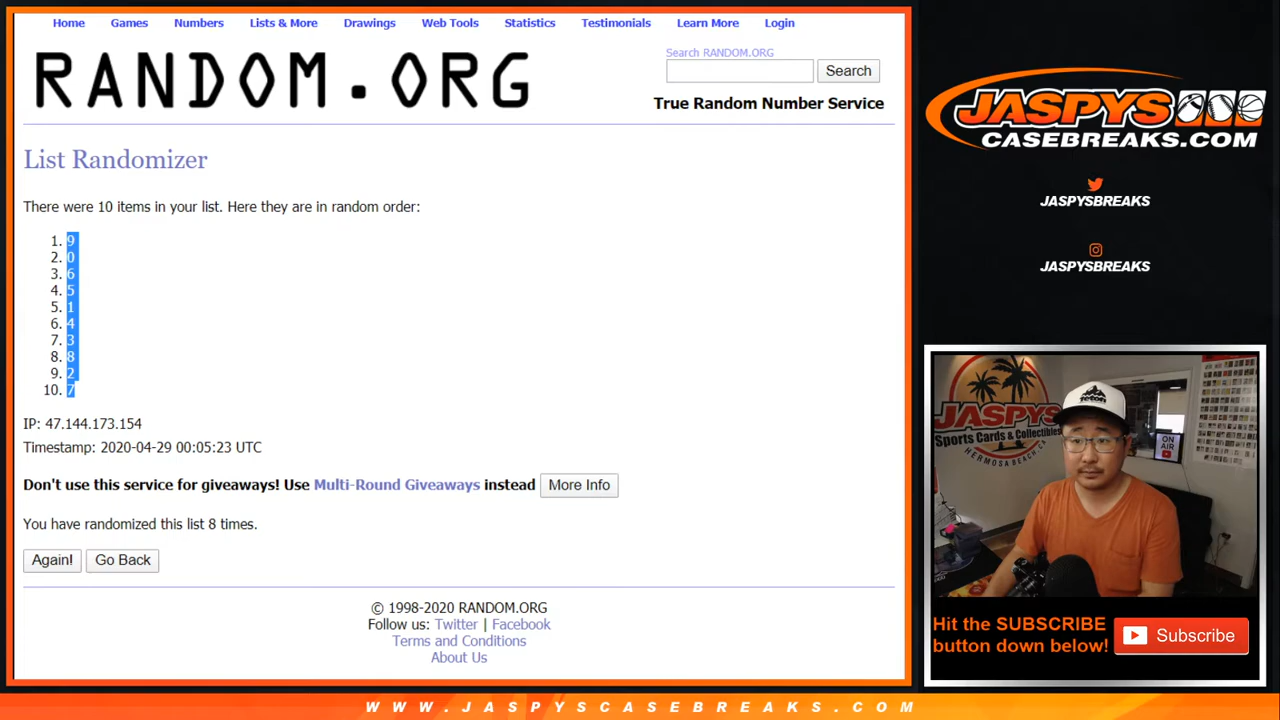 Home Games Numbers Lists & More Drawings Web Tools Statistics Testimonials Learn More Login
RANDOM.ORG
Search RANDOM.ORG
Search
True Random Number Service
List Randomizer
There were 10 items in your list. Here they are in random order:
1. 9
2. 0
3. 6
4. 5
5. 1
6. 4
7. 3
8. 8
9. 2
10. 7
IP: 47.144.173.154
Timestamp: 2020-04-29 00:05:23 UTC
Don't use this service for giveaways! Use Multi-Round Giveaways instead More Info
You have randomized this list 8 times.
Again! Go Back
© 1998-2020 RANDOM.ORG
Follow us: Twitter | Facebook
Terms and Conditions
About Us
JASPYS
CASEBREAKS.COM
JASPYSBREAKS
JASPYSBREAKS
JASPYS
Sports Cards & Collectibles
HERMOSA BEACH, CA
TETON
ON AIR
Hit the SUBSCRIBE
button down below!
Subscribe
WWW.JASPYSCASEBREAKS.COM